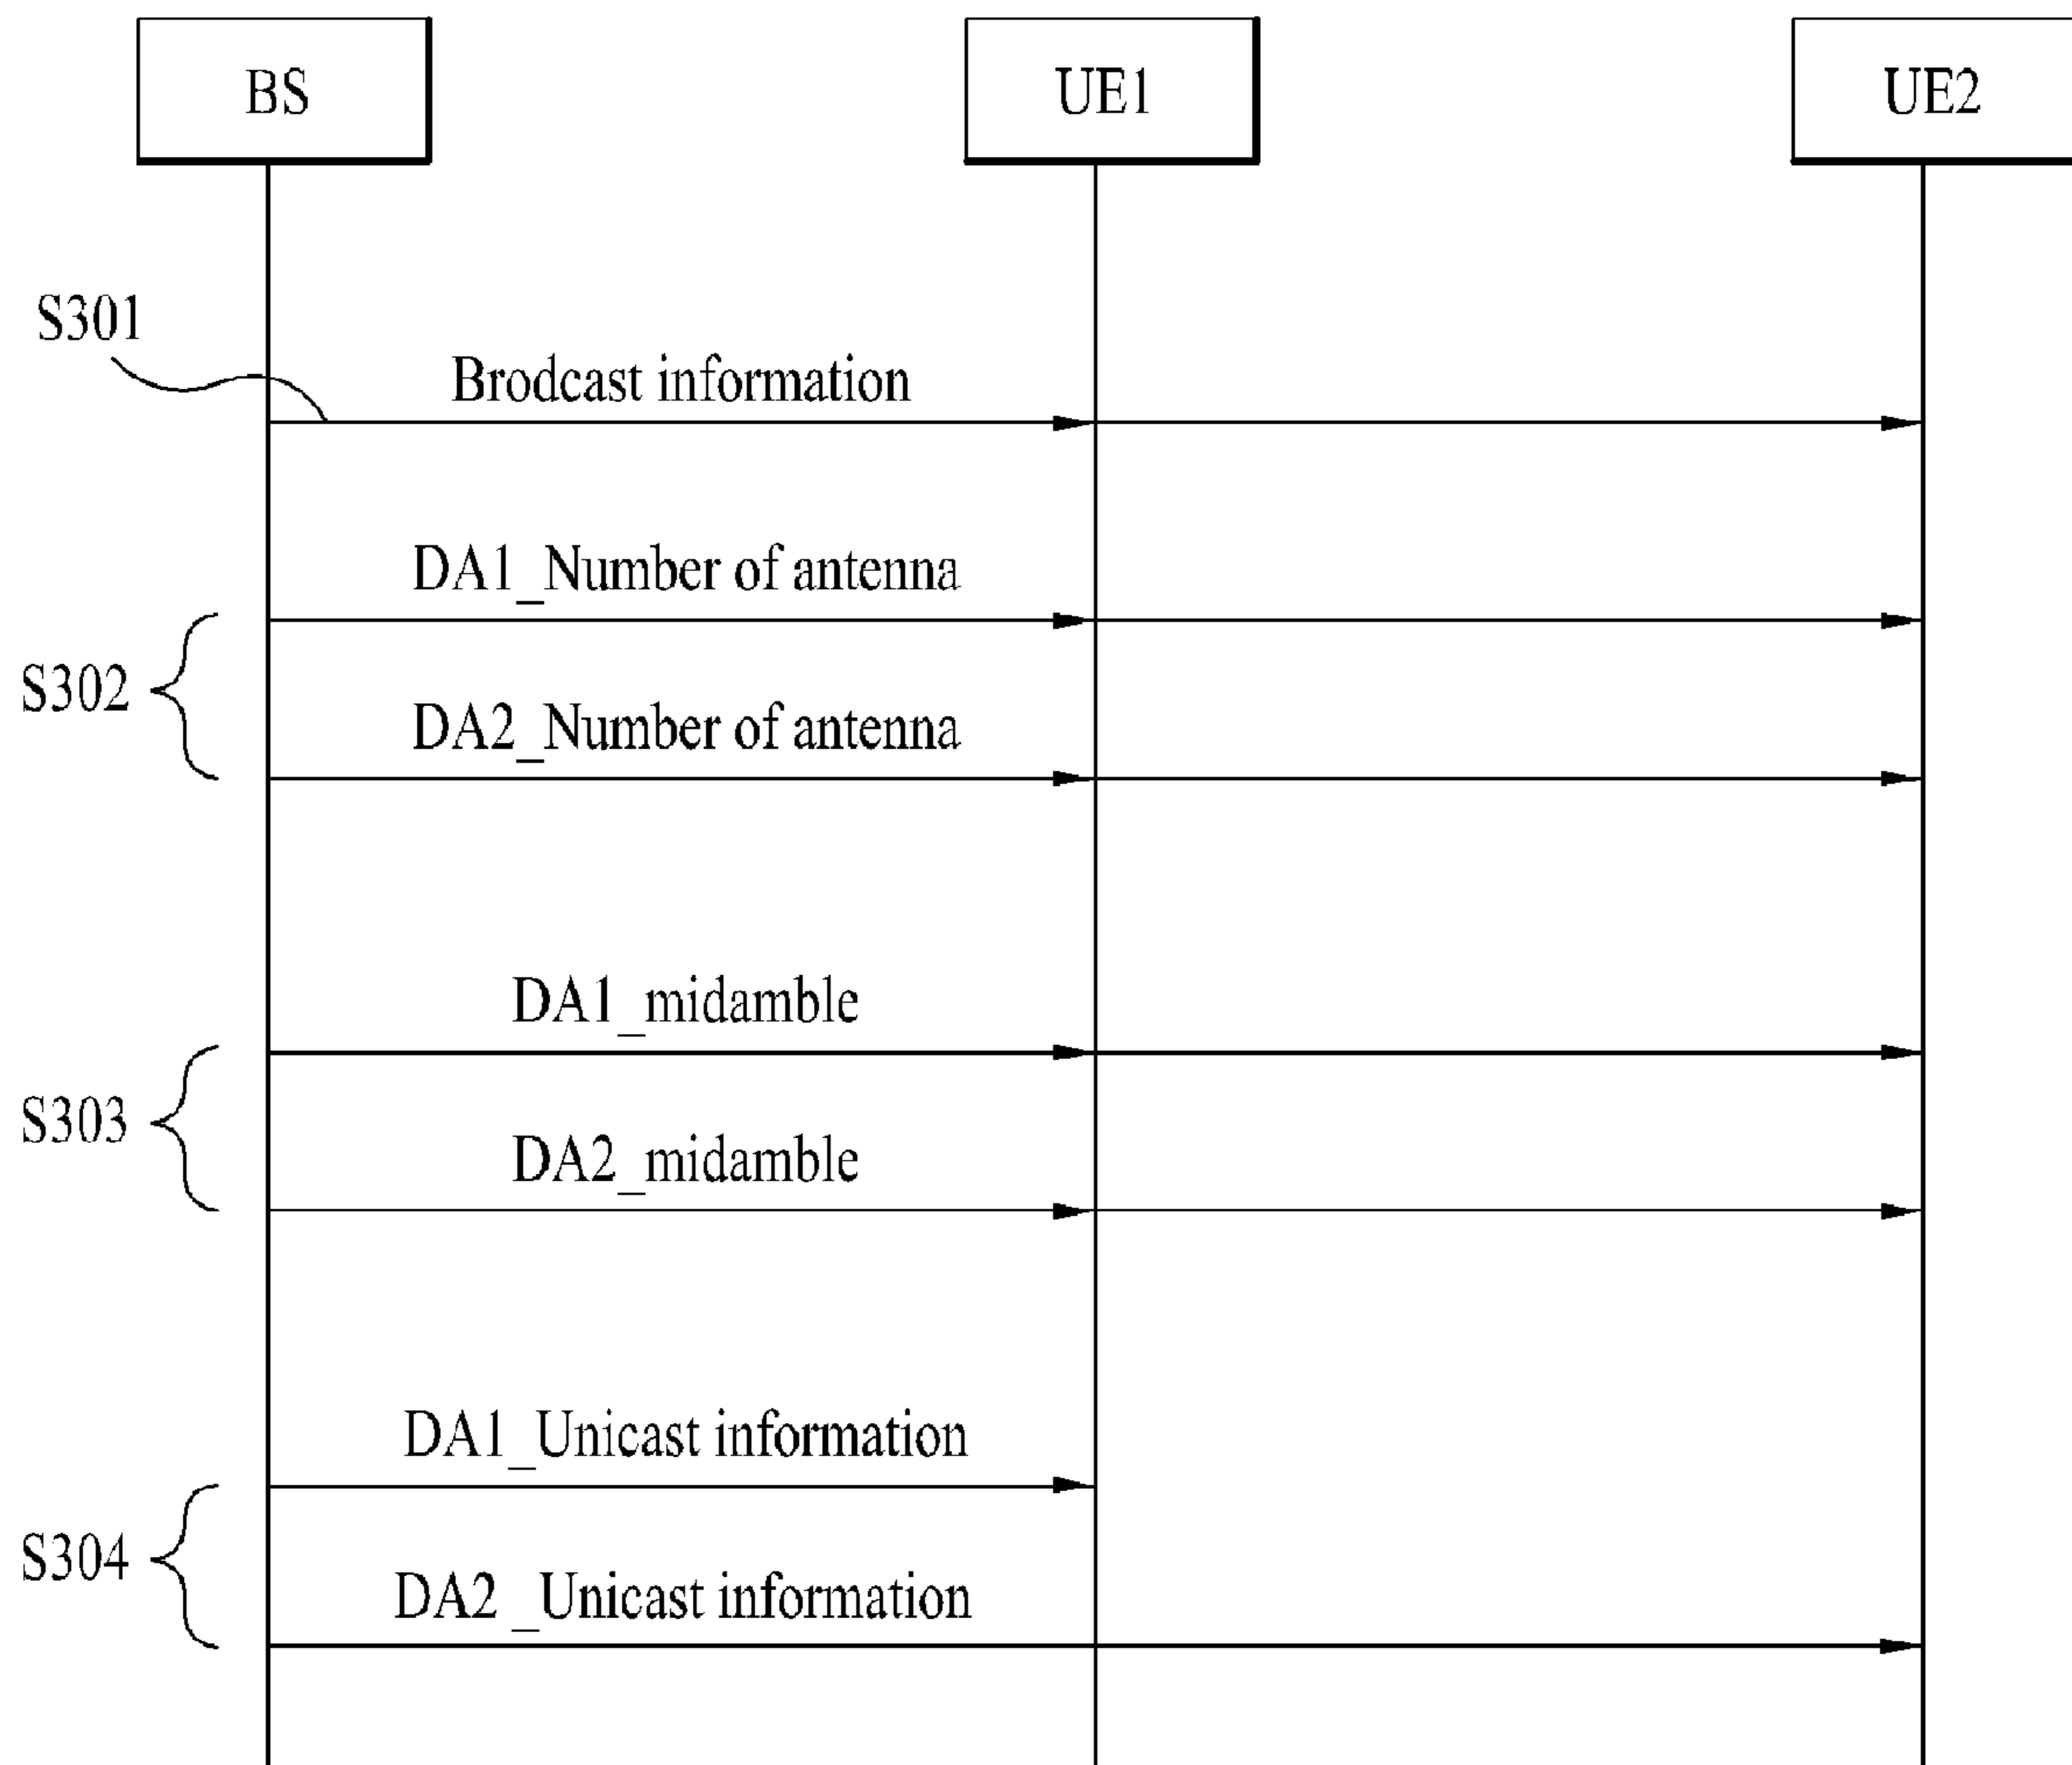 BS
UE1
UE2
S301
Brodcast information
DA1_Number of antenna
S302
DA2_Number of antenna
DA1_midamble
S303
DA2_midamble
DA1_Unicast information
S304
DA2 _Unicast information